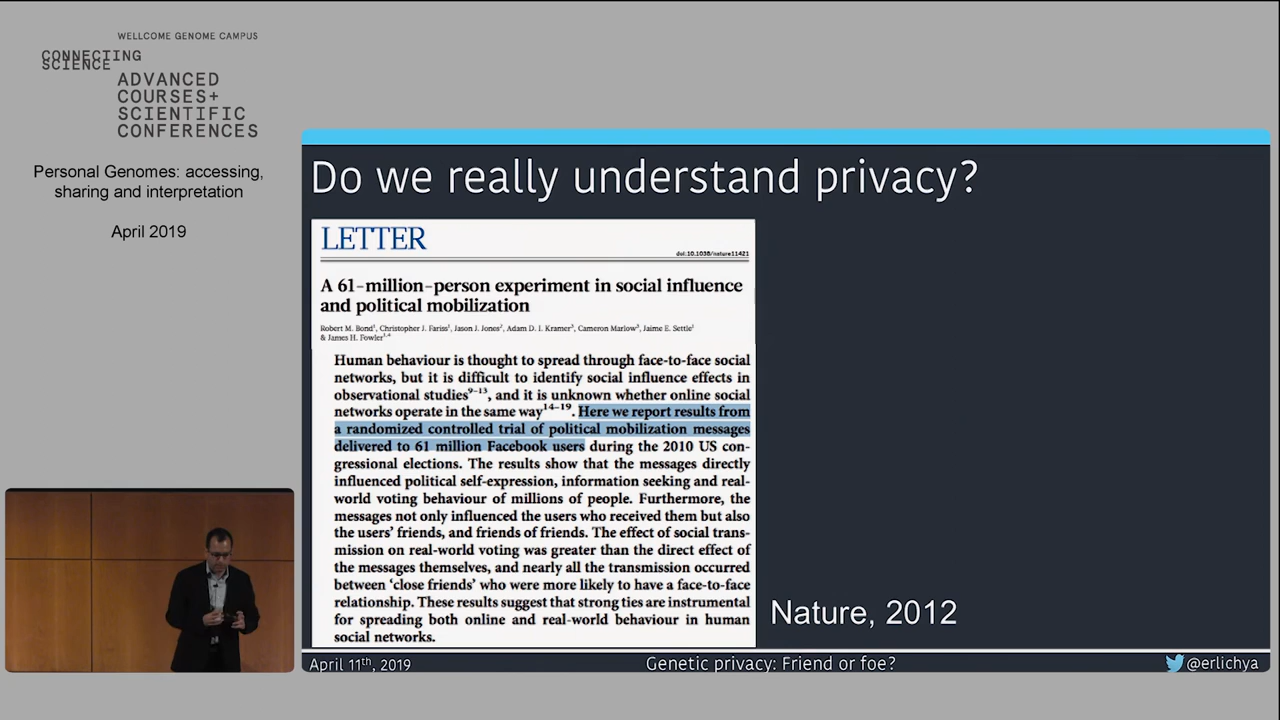 WELLCOME GENOME CAMPUS
CONNECTING
SCIENCE
ADVANCED
COURSES+
SCIENTIFIC
CONFERENCES
Personal Genomes: accessing,
sharing and interpretation
April 2019
Do we really understand privacy?
LETTER
doi:10.1038/nature11421
A 61-million-person experiment in social influence
and political mobilization
Robert M. Bond¹, Christopher J. Fariss¹, Jason J. Jones², Adam D. I. Kramer³, Cameron Marlow³, Jaime E. Settle¹
& James H. Fowler¹,⁴
Human behaviour is thought to spread through face-to-face social
networks, but it is difficult to identify social influence effects in
observational studies⁹⁻¹³, and it is unknown whether online social
networks operate in the same way¹⁴⁻¹⁹. Here we report results from
a randomized controlled trial of political mobilization messages
delivered to 61 million Facebook users during the 2010 US con-
gressional elections. The results show that the messages directly
influenced political self-expression, information seeking and real-
world voting behaviour of millions of people. Furthermore, the
messages not only influenced the users who received them but also
the users' friends, and friends of friends. The effect of social trans-
mission on real-world voting was greater than the direct effect of
the messages themselves, and nearly all the transmission occurred
between 'close friends' who were more likely to have a face-to-face
relationship. These results suggest that strong ties are instrumental
for spreading both online and real-world behaviour in human
social networks.
Nature, 2012
April 11th, 2019
Genetic privacy: Friend or foe?
@erlichya